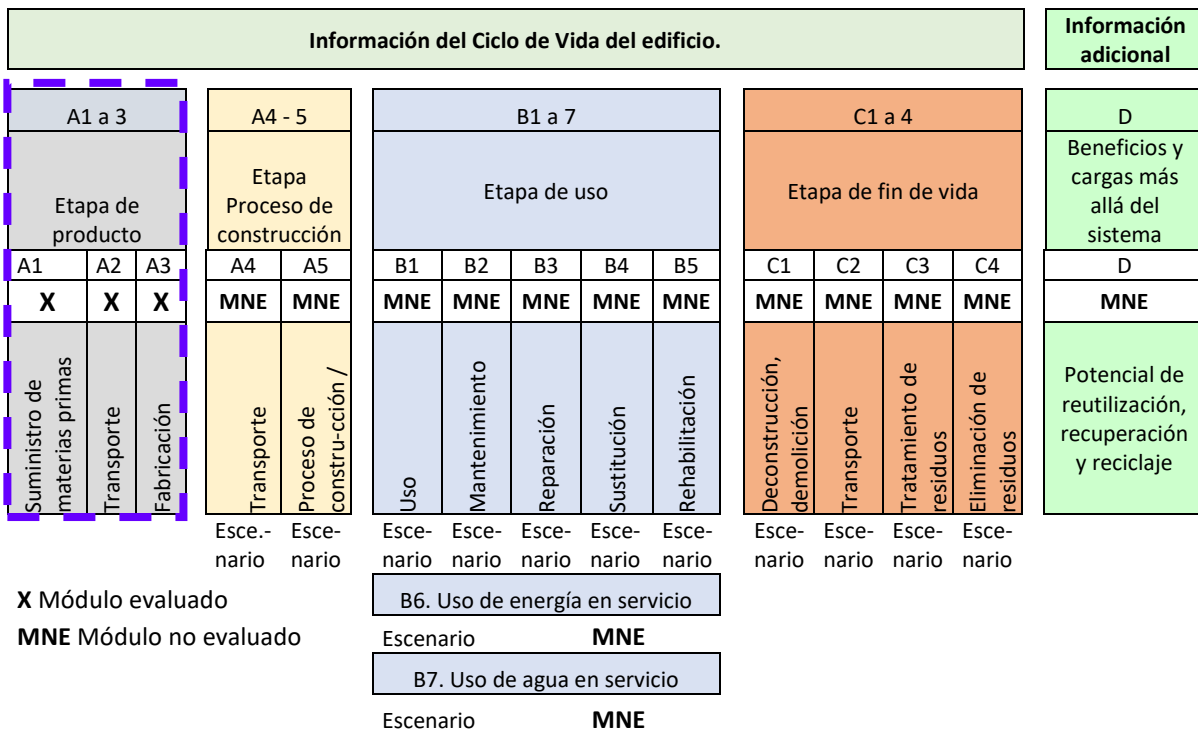 Información del Ciclo de Vida del edificio.
Información
adicional
A1 a 3
A4 - 5
B1 a 7
C1 a 4
D
Etapa de
producto
Etapa
Proceso de
construcción
Etapa de uso
Etapa de fin de vida
Beneficios y
cargas más
allá del
sistema
A1 A2 A3 A4 A5 B1 B2 B3 B4 B5 C1 C2 C3 C4 D
X X X MNE MNE MNE MNE MNE MNE MNE MNE MNE MNE MNE MNE
Suministro de
materias primas
Transporte
Fabricación
Transporte
Proceso de
constru-cción /
Uso
Mantenimiento
Reparación
Sustitución
Rehabilitación
Deconstrucción,
demolición
Transporte
Tratamiento de
residuos
Eliminación de
residuos
Potencial de
reutilización,
recuperación
y reciclaje
Esce.- Esce- Esce- Esce- Esce- Esce- Esce- Esce- Esce- Esce- Esce-
nario nario nario nario nario nario nario nario nario nario nario
X Módulo evaluado
MNE Módulo no evaluado
B6. Uso de energía en servicio
Escenario MNE
B7. Uso de agua en servicio
Escenario MNE